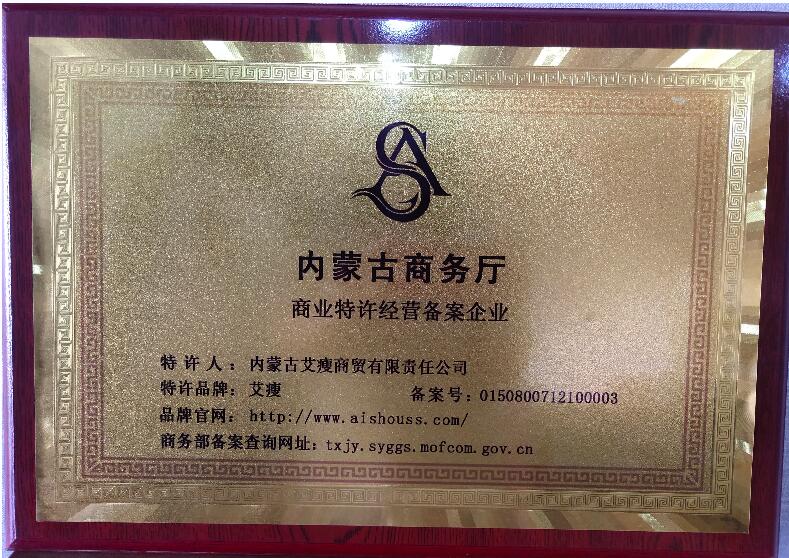 SA
内蒙古商务厅
商业特许经营备案企业
特许人：内蒙古艾瘦商贸有限责任公司
特许品牌：艾瘦 备案号：0150800712100003
品牌官网：http://www.aishouss.com/
商务部备案查询网址：txjy.syggs.mofcom.gov.cn